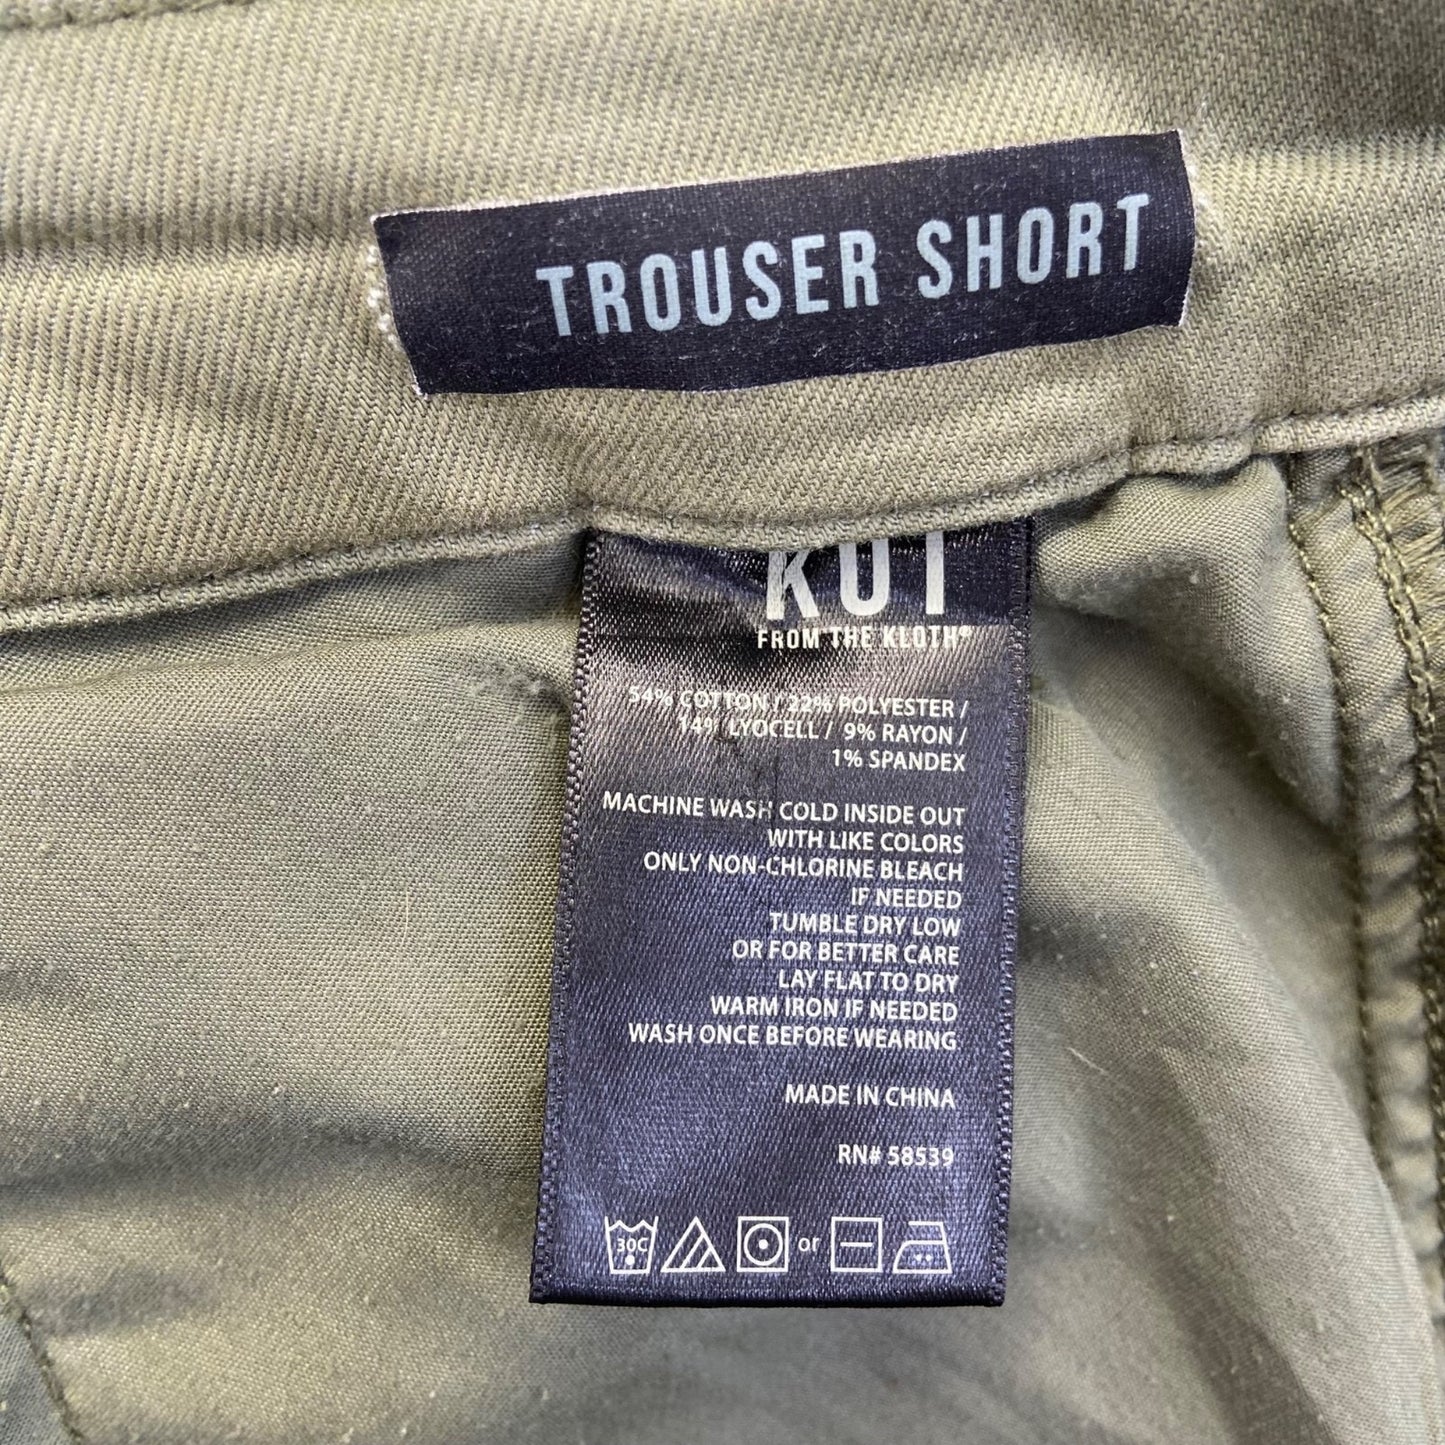 TROUSER SHORT
KUT
FROM THE KLOTH®
54% COTTON / 22% POLYESTER /
14% LYOCELL / 9% RAYON /
1% SPANDEX
MACHINE WASH COLD INSIDE OUT
WITH LIKE COLORS
ONLY NON-CHLORINE BLEACH
IF NEEDED
TUMBLE DRY LOW
OR FOR BETTER CARE
LAY FLAT TO DRY
WARM IRON IF NEEDED
WASH ONCE BEFORE WEARING
MADE IN CHINA
RN# 58539
30C or